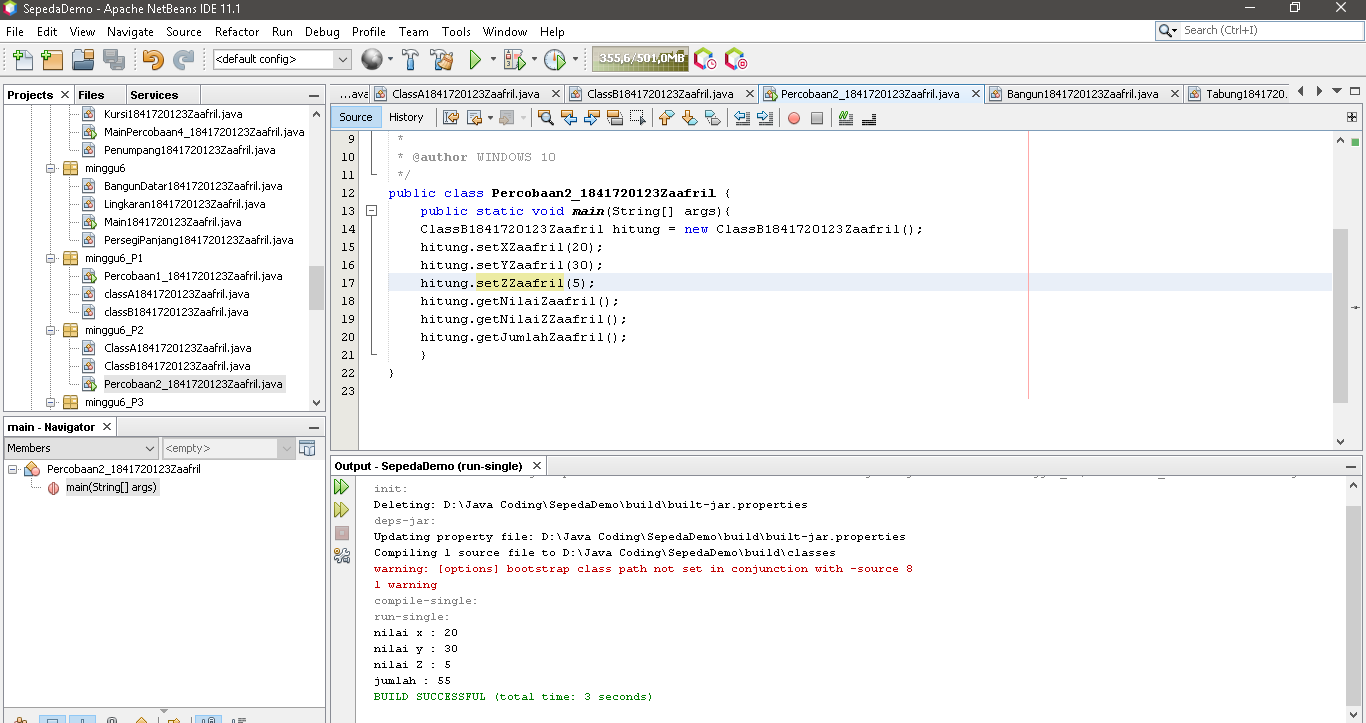 SepedaDemo - Apache NetBeans IDE 11.1
File Edit View Navigate Source Refactor Run Debug Profile Team Tools Window Help
Search (Ctrl+I)
<default config>
355,6/501,0MB
Projects Files Services
Kursi1841720123Zaafril.java
MainPercobaan4_1841720123Zaafril.java
Penumpang1841720123Zaafril.java
minggu6
BangunDatar1841720123Zaafril.java
Lingkaran1841720123Zaafril.java
Main1841720123Zaafril.java
PersegiPanjang1841720123Zaafril.java
minggu6_P1
Percobaan1_1841720123Zaafril.java
classA1841720123Zaafril.java
classB1841720123Zaafril.java
minggu6_P2
ClassA1841720123Zaafril.java
ClassB1841720123Zaafril.java
Percobaan2_1841720123Zaafril.java
minggu6_P3
main - Navigator
Members <empty>
Percobaan2_1841720123Zaafril
main(String[] args)
...ava ClassA1841720123Zaafril.java ClassB1841720123Zaafril.java Percobaan2_1841720123Zaafril.java Bangun1841720123Zaafril.java Tabung1841720.
Source History
9 *
10 * @author WINDOWS 10
11 */
12 public class Percobaan2_1841720123Zaafril {
13 public static void main(String[] args){
14 ClassB1841720123Zaafril hitung = new ClassB1841720123Zaafril();
15 hitung.setXZaafril(20);
16 hitung.setYZaafril(30);
17 hitung.setZZaafril(5);
18 hitung.getNilaiZaafril();
19 hitung.getNilaiZZaafril();
20 hitung.getJumlahZaafril();
21 }
22 }
23
Output - SepedaDemo (run-single)
init:
Deleting: D:\Java Coding\SepedaDemo\build\built-jar.properties
deps-jar:
Updating property file: D:\Java Coding\SepedaDemo\build\built-jar.properties
Compiling 1 source file to D:\Java Coding\SepedaDemo\build\classes
warning: [options] bootstrap class path not set in conjunction with -source 8
1 warning
compile-single:
run-single:
nilai x : 20
nilai y : 30
nilai Z : 5
jumlah : 55
BUILD SUCCESSFUL (total time: 3 seconds)